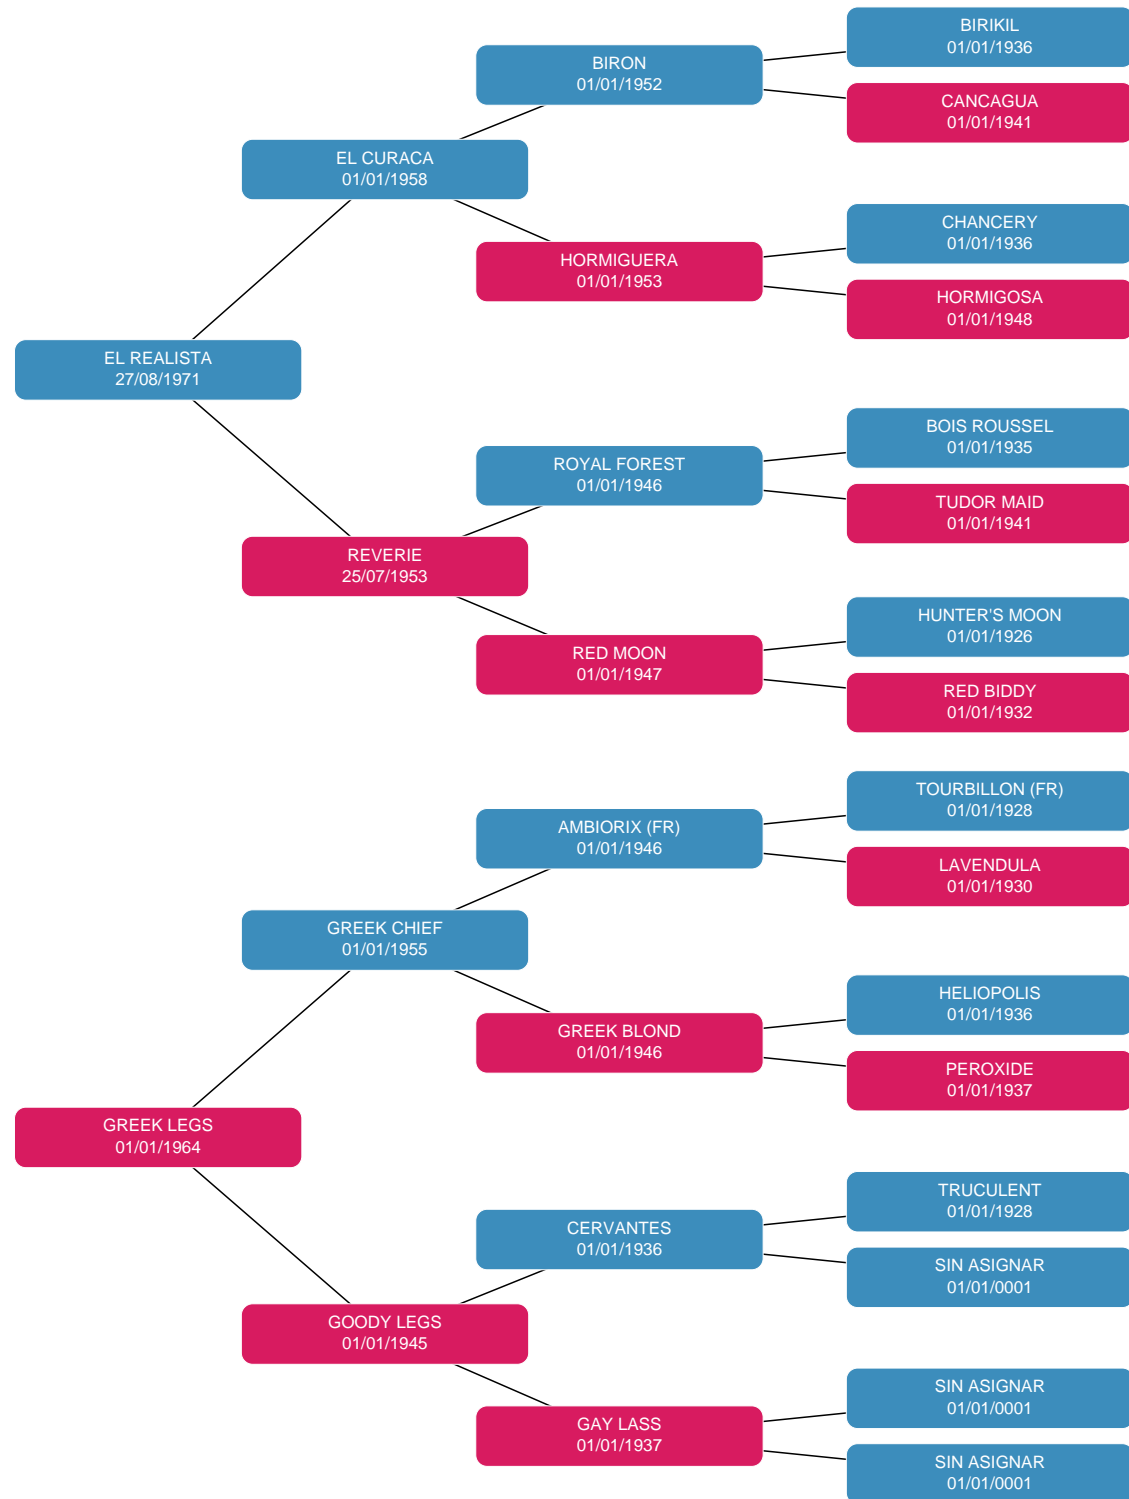 BIRIKIL
01/01/1936
BIRON
01/01/1952
CANCAGUA
01/01/1941
EL CURACA
01/01/1958
CHANCERY
01/01/1936
HORMIGUERA
01/01/1953
HORMIGOSA
01/01/1948
EL REALISTA
27/08/1971
BOIS ROUSSEL
01/01/1935
ROYAL FOREST
01/01/1946
TUDOR MAID
01/01/1941
REVERIE
25/07/1953
HUNTER'S MOON
01/01/1926
RED MOON
01/01/1947
RED BIDDY
01/01/1932
TOURBILLON (FR)
01/01/1928
AMBIORIX (FR)
01/01/1946
LAVENDULA
01/01/1930
GREEK CHIEF
01/01/1955
HELIOPOLIS
01/01/1936
GREEK BLOND
01/01/1946
PEROXIDE
01/01/1937
GREEK LEGS
01/01/1964
TRUCULENT
01/01/1928
CERVANTES
01/01/1936
SIN ASIGNAR
01/01/0001
GOODY LEGS
01/01/1945
SIN ASIGNAR
01/01/0001
GAY LASS
01/01/1937
SIN ASIGNAR
01/01/0001